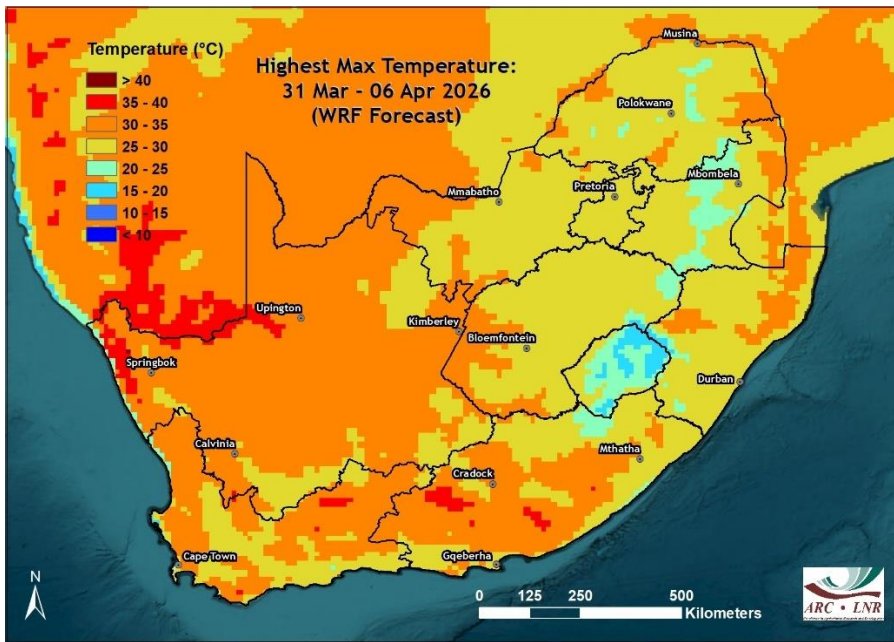 Temperature (°C)
> 40
35 - 40
30 - 35
25 - 30
20 - 25
15 - 20
10 - 15
< 10
Highest Max Temperature:
31 Mar - 06 Apr 2026
(WRF Forecast)
Musina
Polokwane
Mbombela
Mmabatho
Pretoria
Upington
Kimberley
Bloemfontein
Springbok
Durban
Calvinia
Mthatha
Cradock
Cape Town
Gqeberha
N
0 125 250 500
Kilometers
ARC • LNR